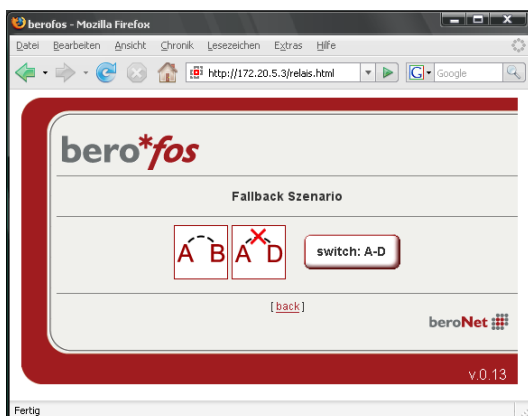 berofos - Mozilla Firefox
Datei Bearbeiten Ansicht Chronik Lesezeichen Extras Hilfe
http://172.20.5.3/relais.html G Google
bero*fos
Fallback Szenario
A B A D switch: A-D
[ back ]
beroNet
v.0.13
Fertig